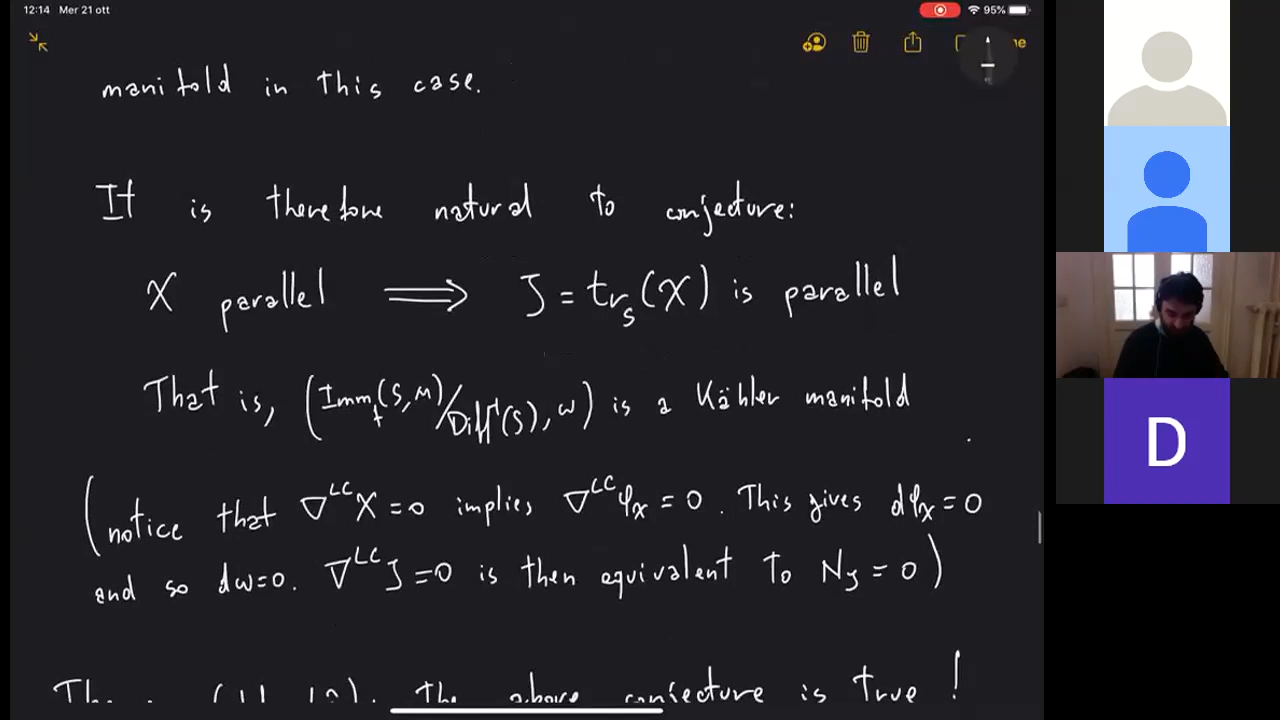 12:14 Mer 21 ott
95%
manifold in this case.
It is therefore natural to conjecture:
χ parallel ⟹ J = tr_S(χ) is parallel
That is, (Imm_f(S,M)/Diff⁺(S), ω) is a Kähler manifold
(notice that ∇^{LC}χ = 0 implies ∇^{LC}φ_χ = 0. This gives dφ_χ = 0
and so dω=0. ∇^{LC}J = 0 is then equivalent to N_J = 0)
the above conjecture is true!
D